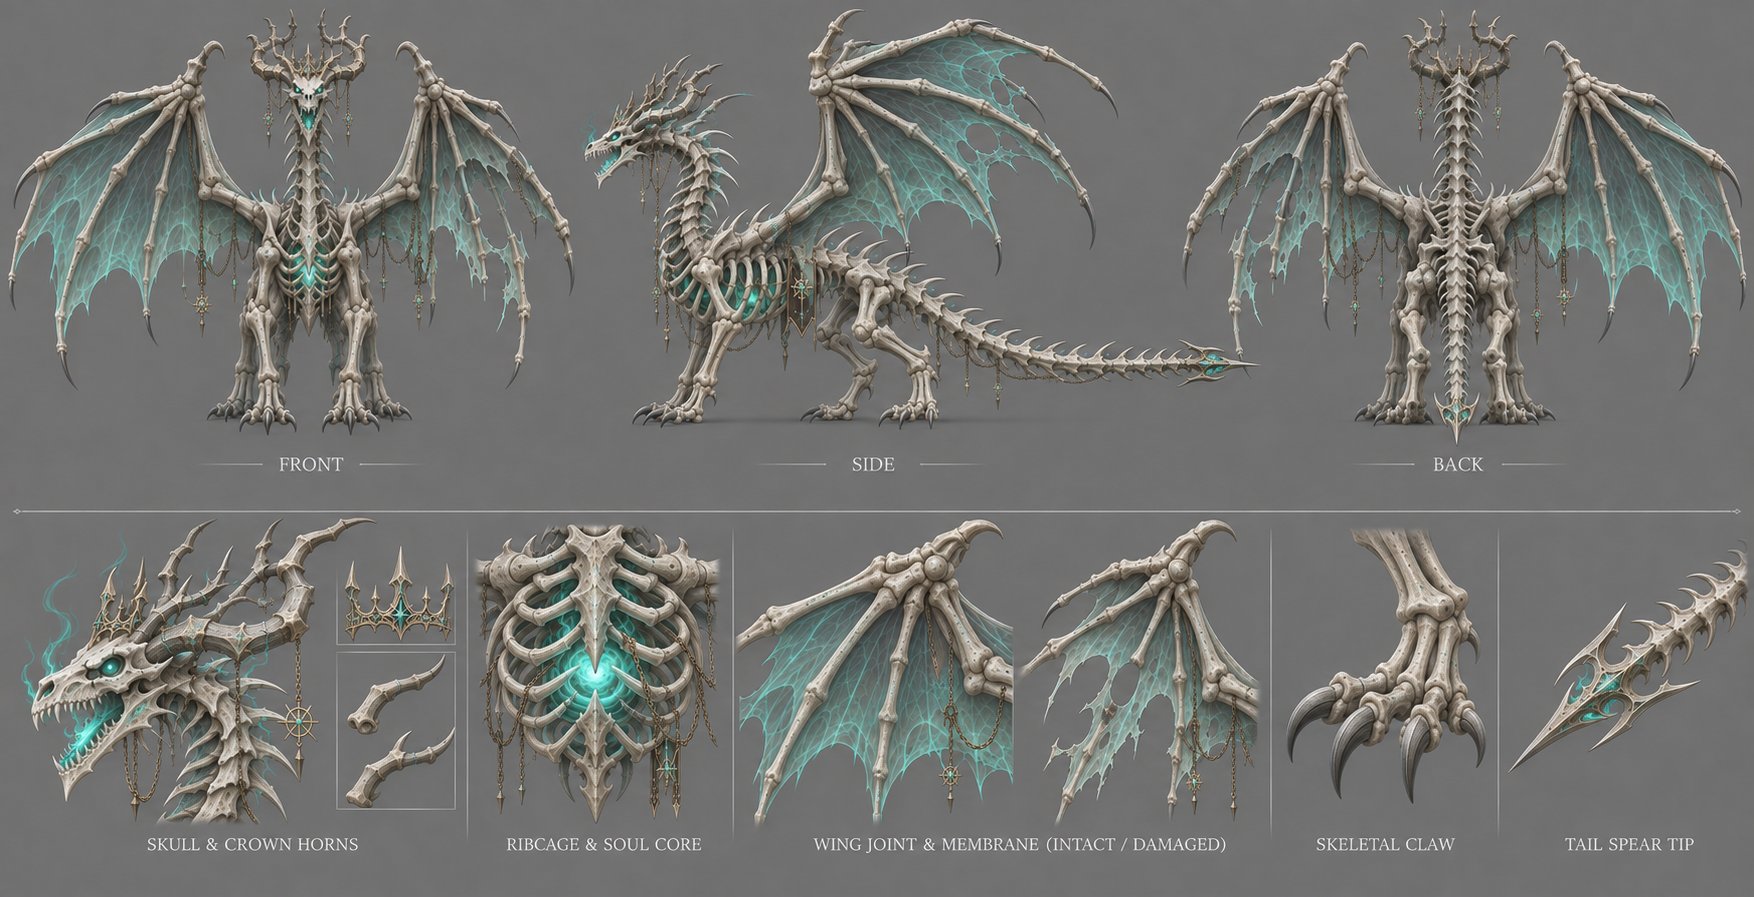 FRONT
SIDE
BACK
SKULL & CROWN HORNS
RIBCAGE & SOUL CORE
WING JOINT & MEMBRANE (INTACT / DAMAGED)
SKELETAL CLAW
TAIL SPEAR TIP